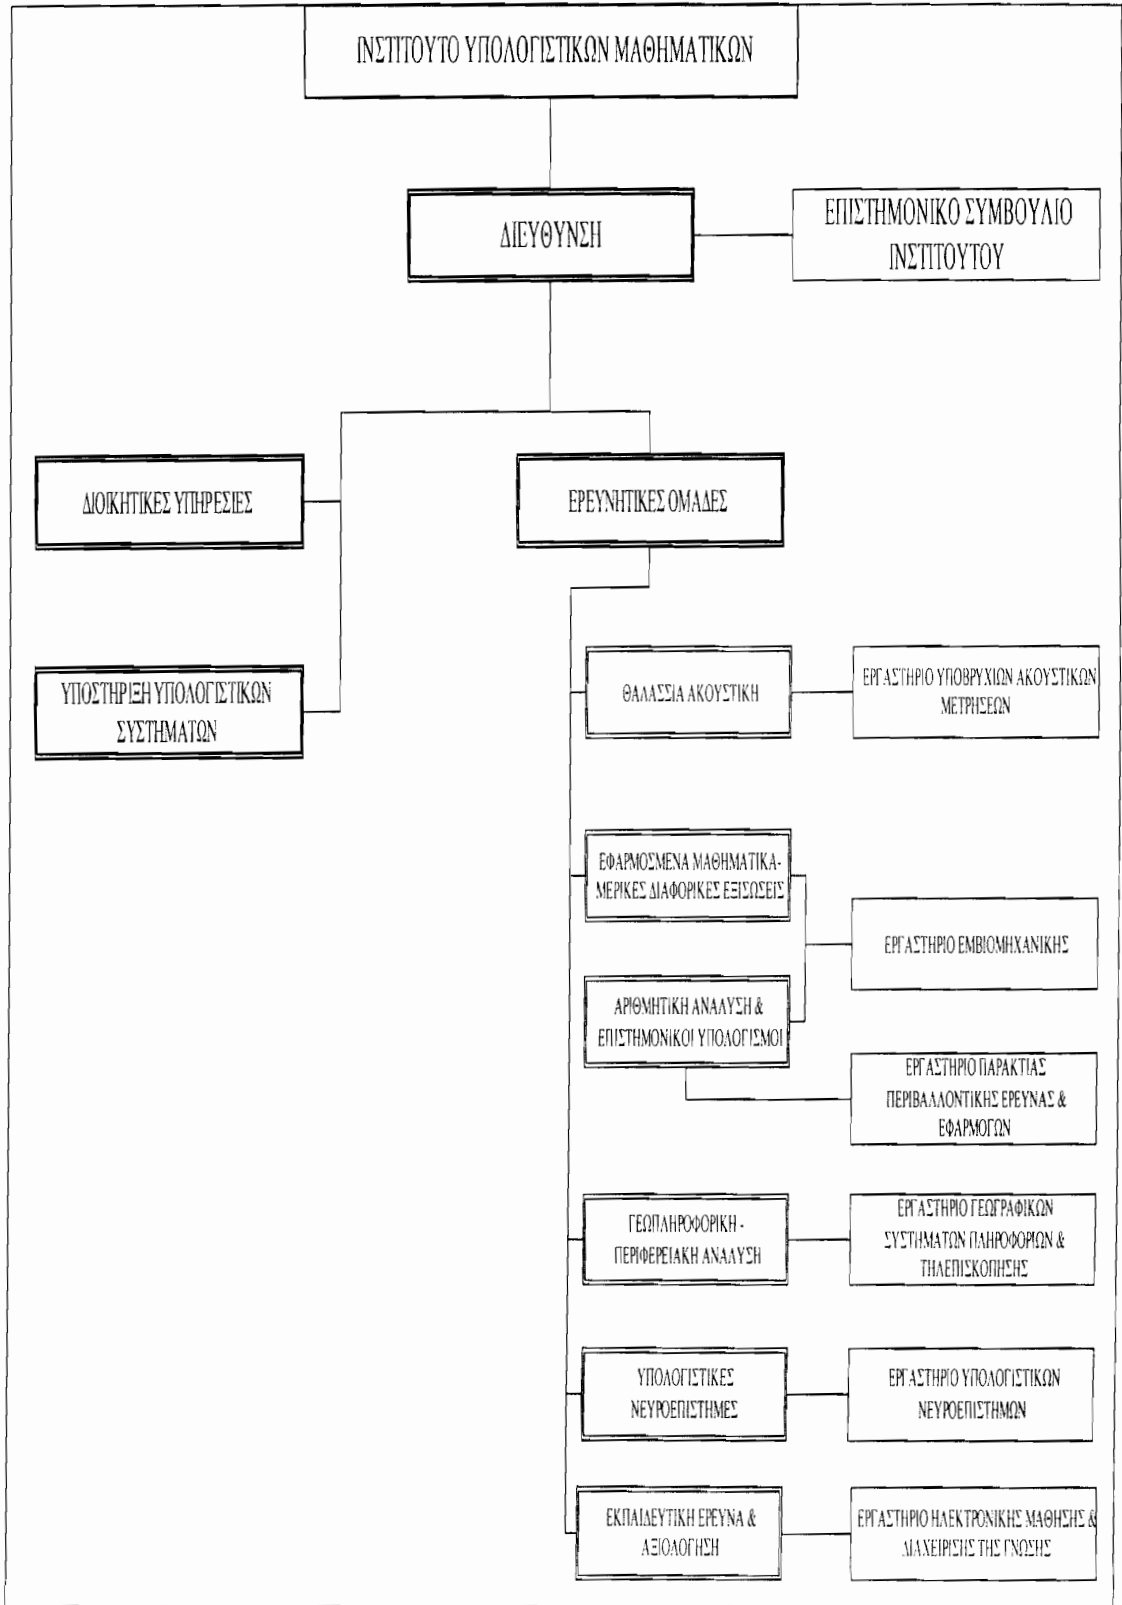 ΙΝΣΤΙΤΟΥΤΟ ΥΠΟΛΟΓΙΣΤΙΚΩΝ ΜΑΘΗΜΑΤΙΚΩΝ
ΔΙΕΥΘΥΝΣΗ
ΕΠΙΣΤΗΜΟΝΙΚΟ ΣΥΜΒΟΥΛΙΟ
ΙΝΣΤΙΤΟΥΤΟΥ
ΔΙΟΙΚΗΤΙΚΕΣ ΥΠΗΡΕΣΙΕΣ
ΕΡΕΥΝΗΤΙΚΕΣ ΟΜΑΔΕΣ
ΥΠΟΣΤΗΡΙΞΗ ΥΠΟΛΟΓΙΣΤΙΚΩΝ
ΣΥΣΤΗΜΑΤΩΝ
ΘΑΛΑΣΣΙΑ ΑΚΟΥΣΤΙΚΗ
ΕΡΓΑΣΤΗΡΙΟ ΥΠΟΒΡΥΧΙΩΝ ΑΚΟΥΣΤΙΚΩΝ
ΜΕΤΡΗΣΕΩΝ
ΕΦΑΡΜΟΣΜΕΝΑ ΜΑΘΗΜΑΤΙΚΑ-
ΜΕΡΙΚΕΣ ΔΙΑΦΟΡΙΚΕΣ ΕΞΙΣΩΣΕΙΣ
ΕΡΓΑΣΤΗΡΙΟ ΕΜΒΙΟΜΗΧΑΝΙΚΗΣ
ΑΡΙΘΜΗΤΙΚΗ ΑΝΑΛΥΣΗ &
ΕΠΙΣΤΗΜΟΝΙΚΟΙ ΥΠΟΛΟΓΙΣΜΟΙ
ΕΡΓΑΣΤΗΡΙΟ ΠΑΡΑΚΤΙΑΣ
ΠΕΡΙΒΑΛΛΟΝΤΙΚΗΣ ΕΡΕΥΝΑΣ &
ΕΦΑΡΜΟΓΩΝ
ΓΕΩΠΛΗΡΟΦΟΡΙΚΗ -
ΠΕΡΙΦΕΡΕΙΑΚΗ ΑΝΑΛΥΣΗ
ΕΡΓΑΣΤΗΡΙΟ ΓΕΩΓΡΑΦΙΚΩΝ
ΣΥΣΤΗΜΑΤΩΝ ΠΛΗΡΟΦΟΡΙΩΝ &
ΤΗΛΕΠΙΣΚΟΠΗΣΗΣ
ΥΠΟΛΟΓΙΣΤΙΚΕΣ
ΝΕΥΡΟΕΠΙΣΤΗΜΕΣ
ΕΡΓΑΣΤΗΡΙΟ ΥΠΟΛΟΓΙΣΤΙΚΩΝ
ΝΕΥΡΟΕΠΙΣΤΗΜΩΝ
ΕΚΠΑΙΔΕΥΤΙΚΗ ΕΡΕΥΝΑ &
ΑΞΙΟΛΟΓΗΣΗ
ΕΡΓΑΣΤΗΡΙΟ ΗΛΕΚΤΡΟΝΙΚΗΣ ΜΑΘΗΣΗΣ &
ΔΙΑΧΕΙΡΙΣΗΣ ΤΗΣ ΓΝΩΣΗΣ